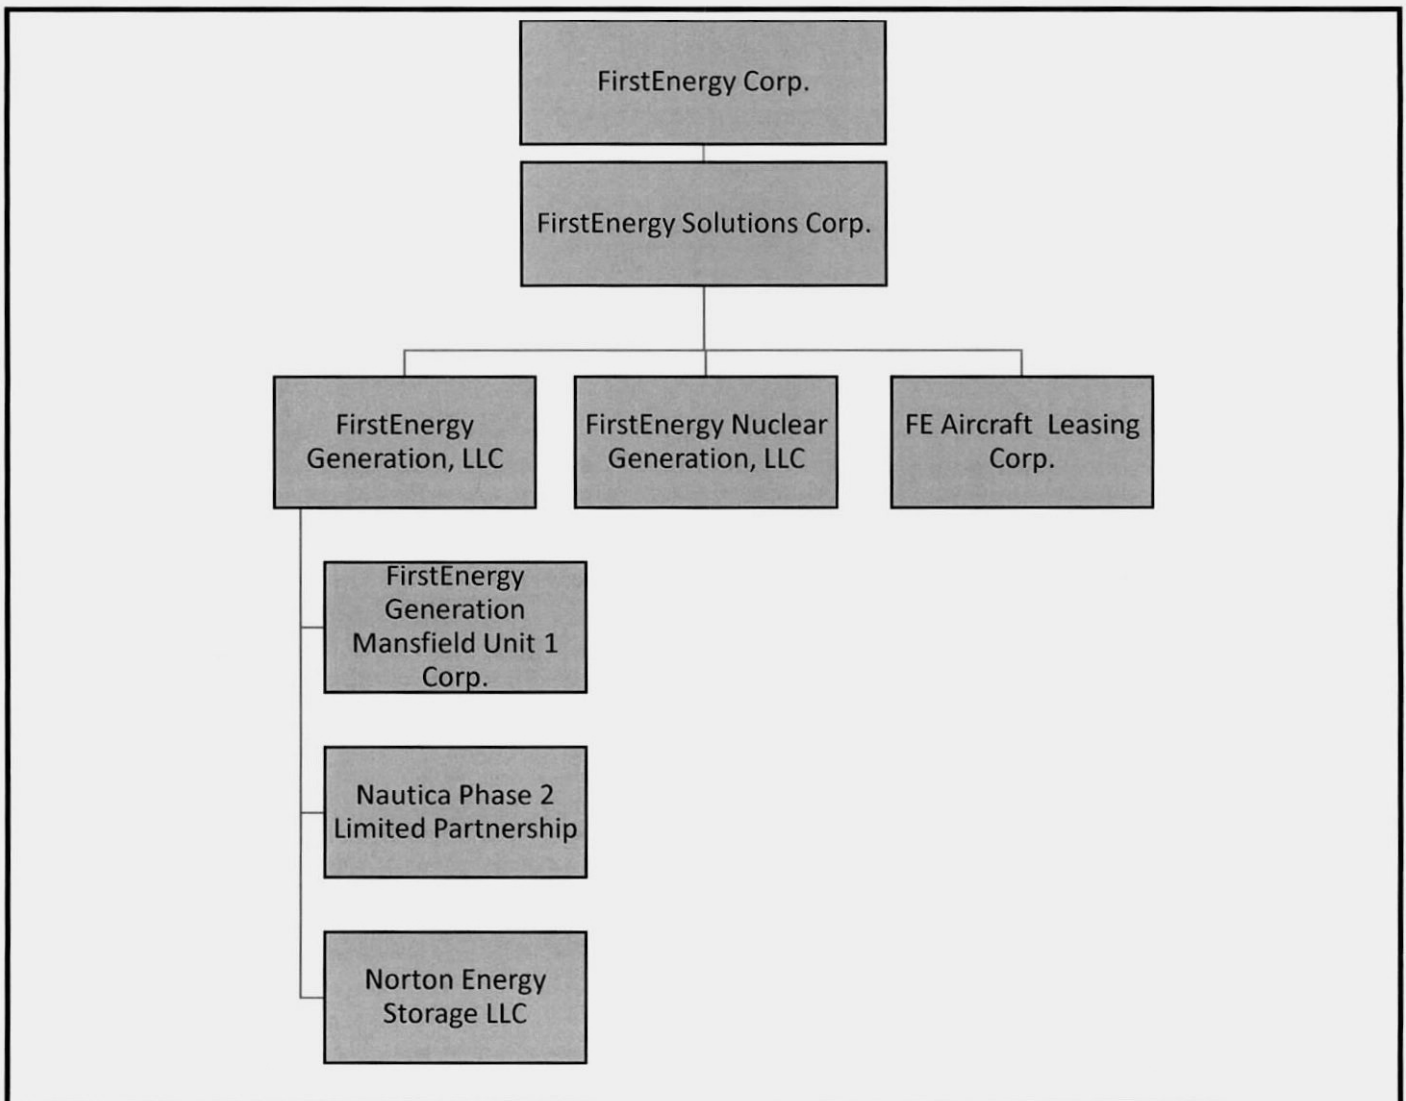 FirstEnergy Corp.
FirstEnergy Solutions Corp.
FirstEnergy
Generation, LLC
FirstEnergy Nuclear
Generation, LLC
FE Aircraft Leasing
Corp.
FirstEnergy
Generation
Mansfield Unit 1
Corp.
Nautica Phase 2
Limited Partnership
Norton Energy
Storage LLC